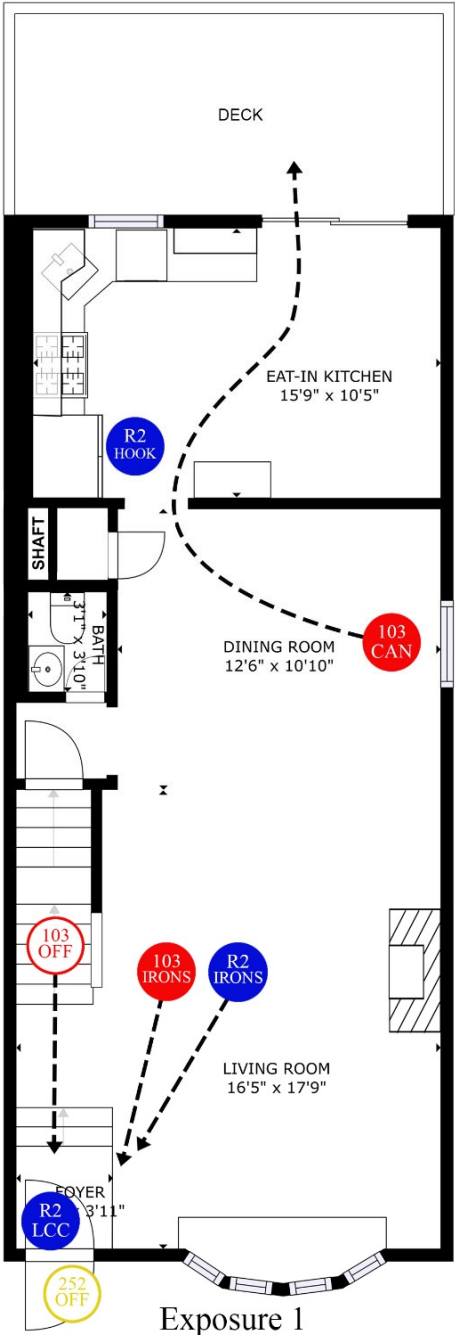 DECK
EAT-IN KITCHEN
15'9" x 10'5"
R2
HOOK
SHAFT
BATH
3'1" x 3'10"
DINING ROOM
12'6" x 10'10"
103
CAN
103
OFF
103
IRONS
R2
IRONS
LIVING ROOM
16'5" x 17'9"
FOYER
3'11"
R2
LCC
252
OFF
Exposure 1